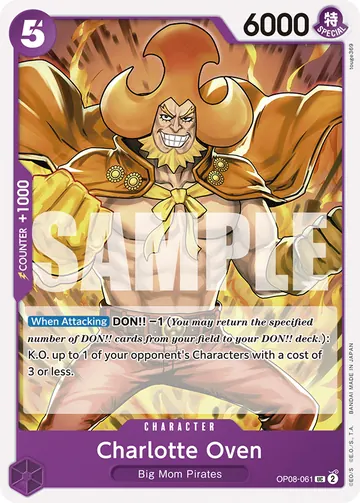 5
6000
特
SPECIAL
touge369
COUNTER +1000
SAMPLE
When Attacking DON!! −1 (You may return the specified
number of DON!! cards from your field to your DON!! deck.):
K.O. up to 1 of your opponent's Characters with a cost of
3 or less.
CHARACTER
Charlotte Oven
Big Mom Pirates
OP08-061 UC 2
©E.O./S. ©E.O./S., T.A. BANDAI MADE IN JAPAN